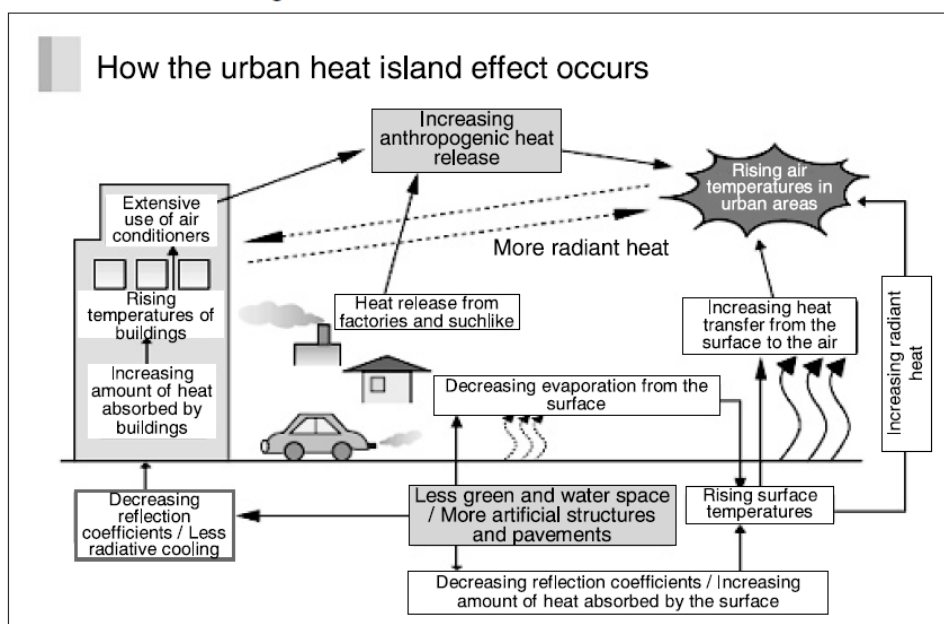 How the urban heat island effect occurs
Increasing
anthropogenic heat
release
Rising air
temperatures in
urban areas
Extensive
use of air
conditioners
More radiant heat
Rising
temperatures of
buildings
Heat release from
factories and suchlike
Increasing heat
transfer from the
surface to the air
Increasing radiant
heat
Increasing
amount of heat
absorbed by
buildings
Decreasing evaporation from the
surface
Decreasing
reflection
coefficients / Less
radiative cooling
Less green and water space
/ More artificial structures
and pavements
Rising surface
temperatures
Decreasing reflection coefficients / Increasing
amount of heat absorbed by the surface